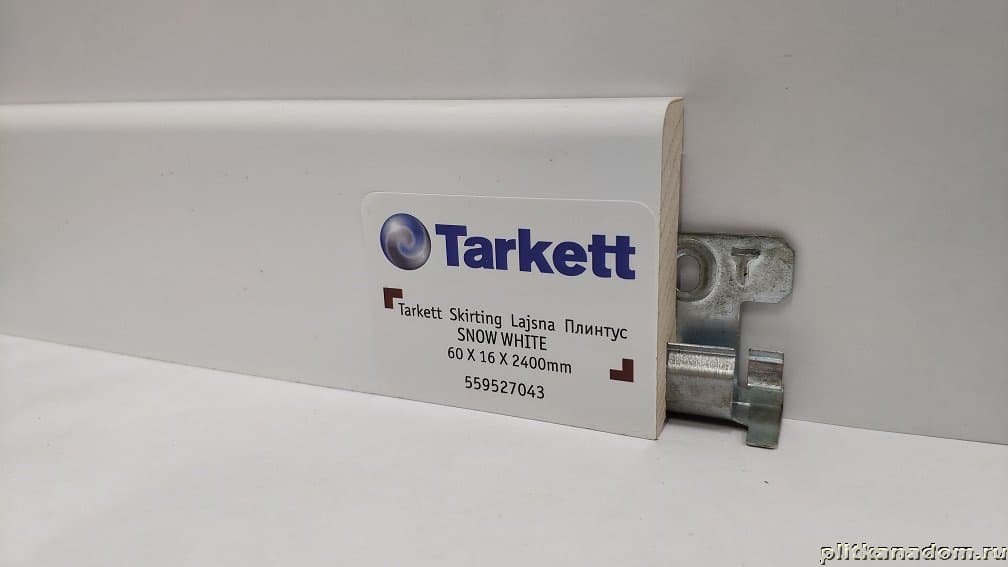 Tarkett
Tarkett Skirting Lajsna Плинтус
SNOW WHITE
60 X 16 X 2400mm
559527043
T
plitkanadom.ru